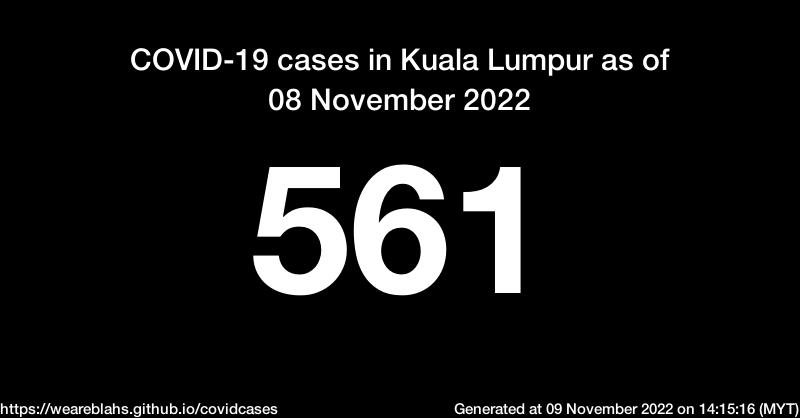 COVID-19 cases in Kuala Lumpur as of
08 November 2022
561
https://weareblahs.github.io/covidcases
Generated at 09 November 2022 on 14:15:16 (MYT)